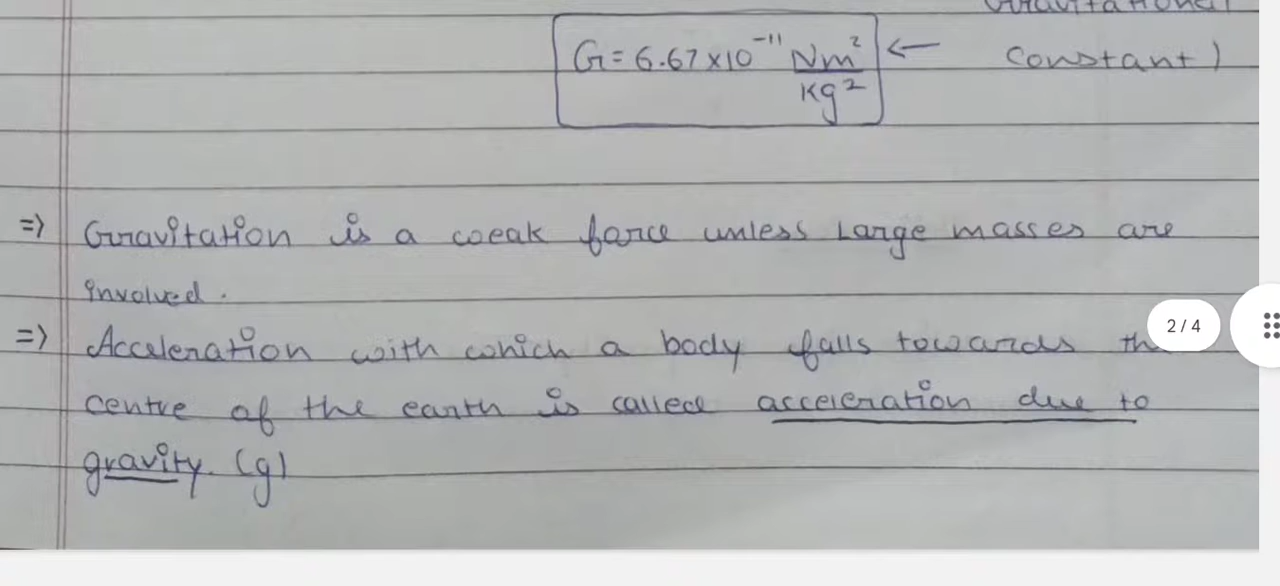 G = 6.67 × 10⁻¹¹ Nm²/kg² ← constant)
=> Gravitation is a weak force unless Large masses are
involved.
=> Acceleration with which a body falls towards
2/4
centre of the earth is called acceleration due to
gravity. (g)